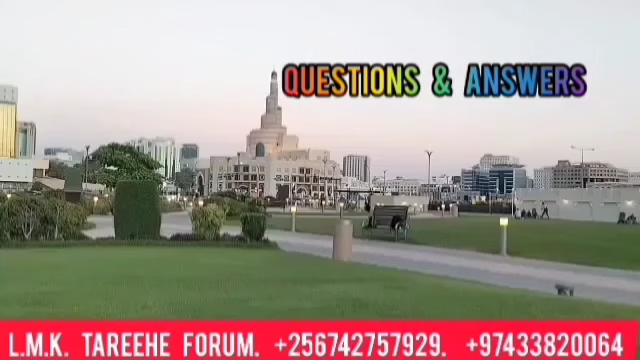 QUESTIONS & ANSWERS
L.M.K. TAREEHE FORUM. +256742757929. +97433820064